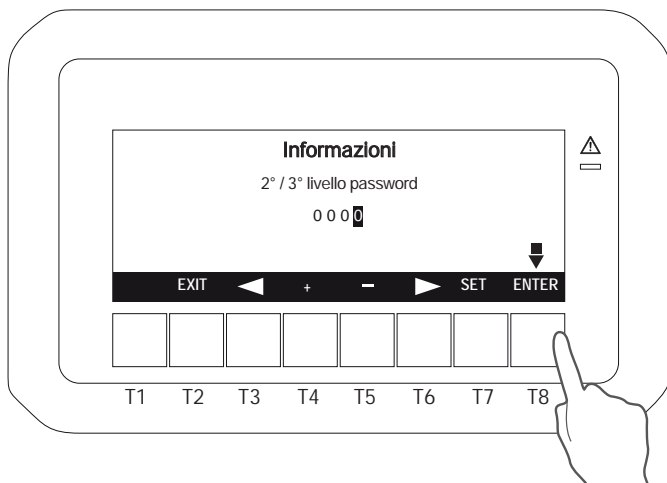 Informazioni
2° / 3° livello password
0 0 0 0
EXIT + − SET ENTER
T1 T2 T3 T4 T5 T6 T7 T8